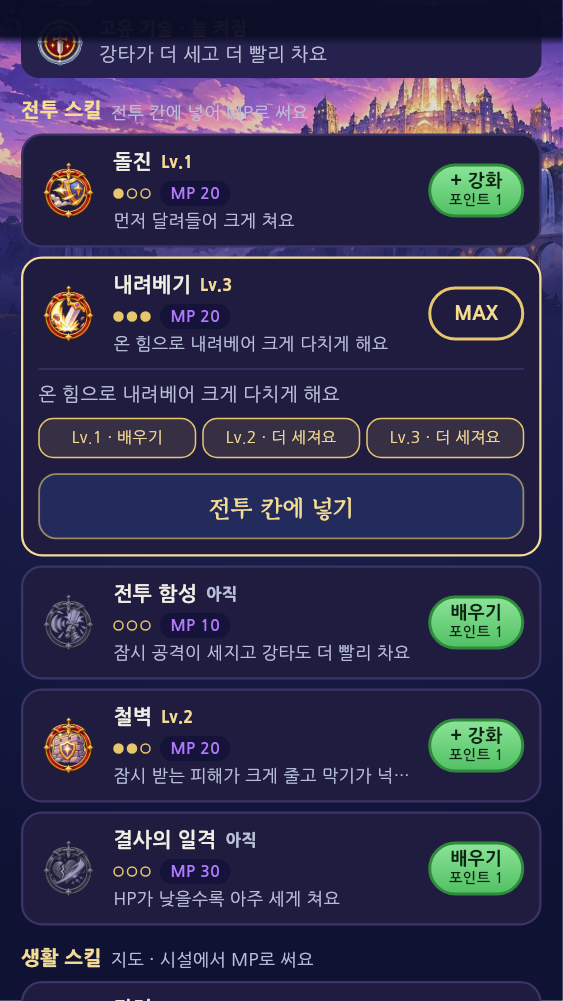 고유 기술 · 늘 켜짐
강타가 더 세고 더 빨리 차요
전투 스킬 전투 칸에 넣어 MP로 써요
돌진 Lv.1
MP 20
먼저 달려들어 크게 쳐요
+ 강화
포인트 1
내려베기 Lv.3
MP 20
온 힘으로 내려베어 크게 다치게 해요
MAX
온 힘으로 내려베어 크게 다치게 해요
Lv.1 · 배우기
Lv.2 · 더 세져요
Lv.3 · 더 세져요
전투 칸에 넣기
전투 함성 아직
MP 10
잠시 공격이 세지고 강타도 더 빨리 차요
배우기
포인트 1
철벽 Lv.2
MP 20
잠시 받는 피해가 크게 줄고 막기가 넉…
+ 강화
포인트 1
결사의 일격 아직
MP 30
HP가 낮을수록 아주 세게 쳐요
배우기
포인트 1
생활 스킬 지도 · 시설에서 MP로 써요